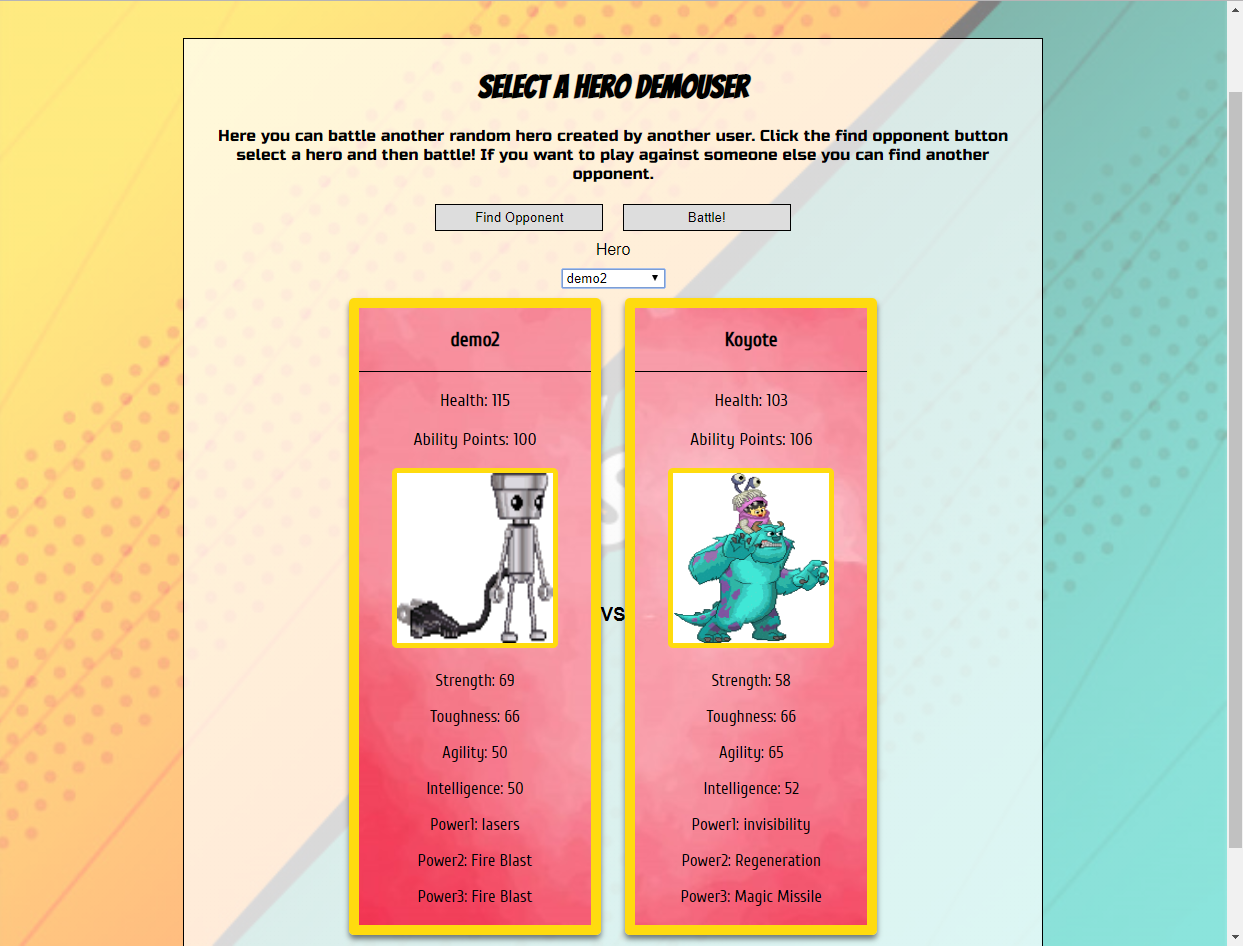 SELECT A HERO DEMOUSER
Here you can battle another random hero created by another user. Click the find opponent button
select a hero and then battle! If you want to play against someone else you can find another
opponent.
Find Opponent
Battle!
Hero
demo2
demo2
Health: 115
Ability Points: 100
Strength: 69
Toughness: 66
Agility: 50
Intelligence: 50
Power1: lasers
Power2: Fire Blast
Power3: Fire Blast
VS
Koyote
Health: 103
Ability Points: 106
Strength: 58
Toughness: 66
Agility: 65
Intelligence: 52
Power1: invisibility
Power2: Regeneration
Power3: Magic Missile